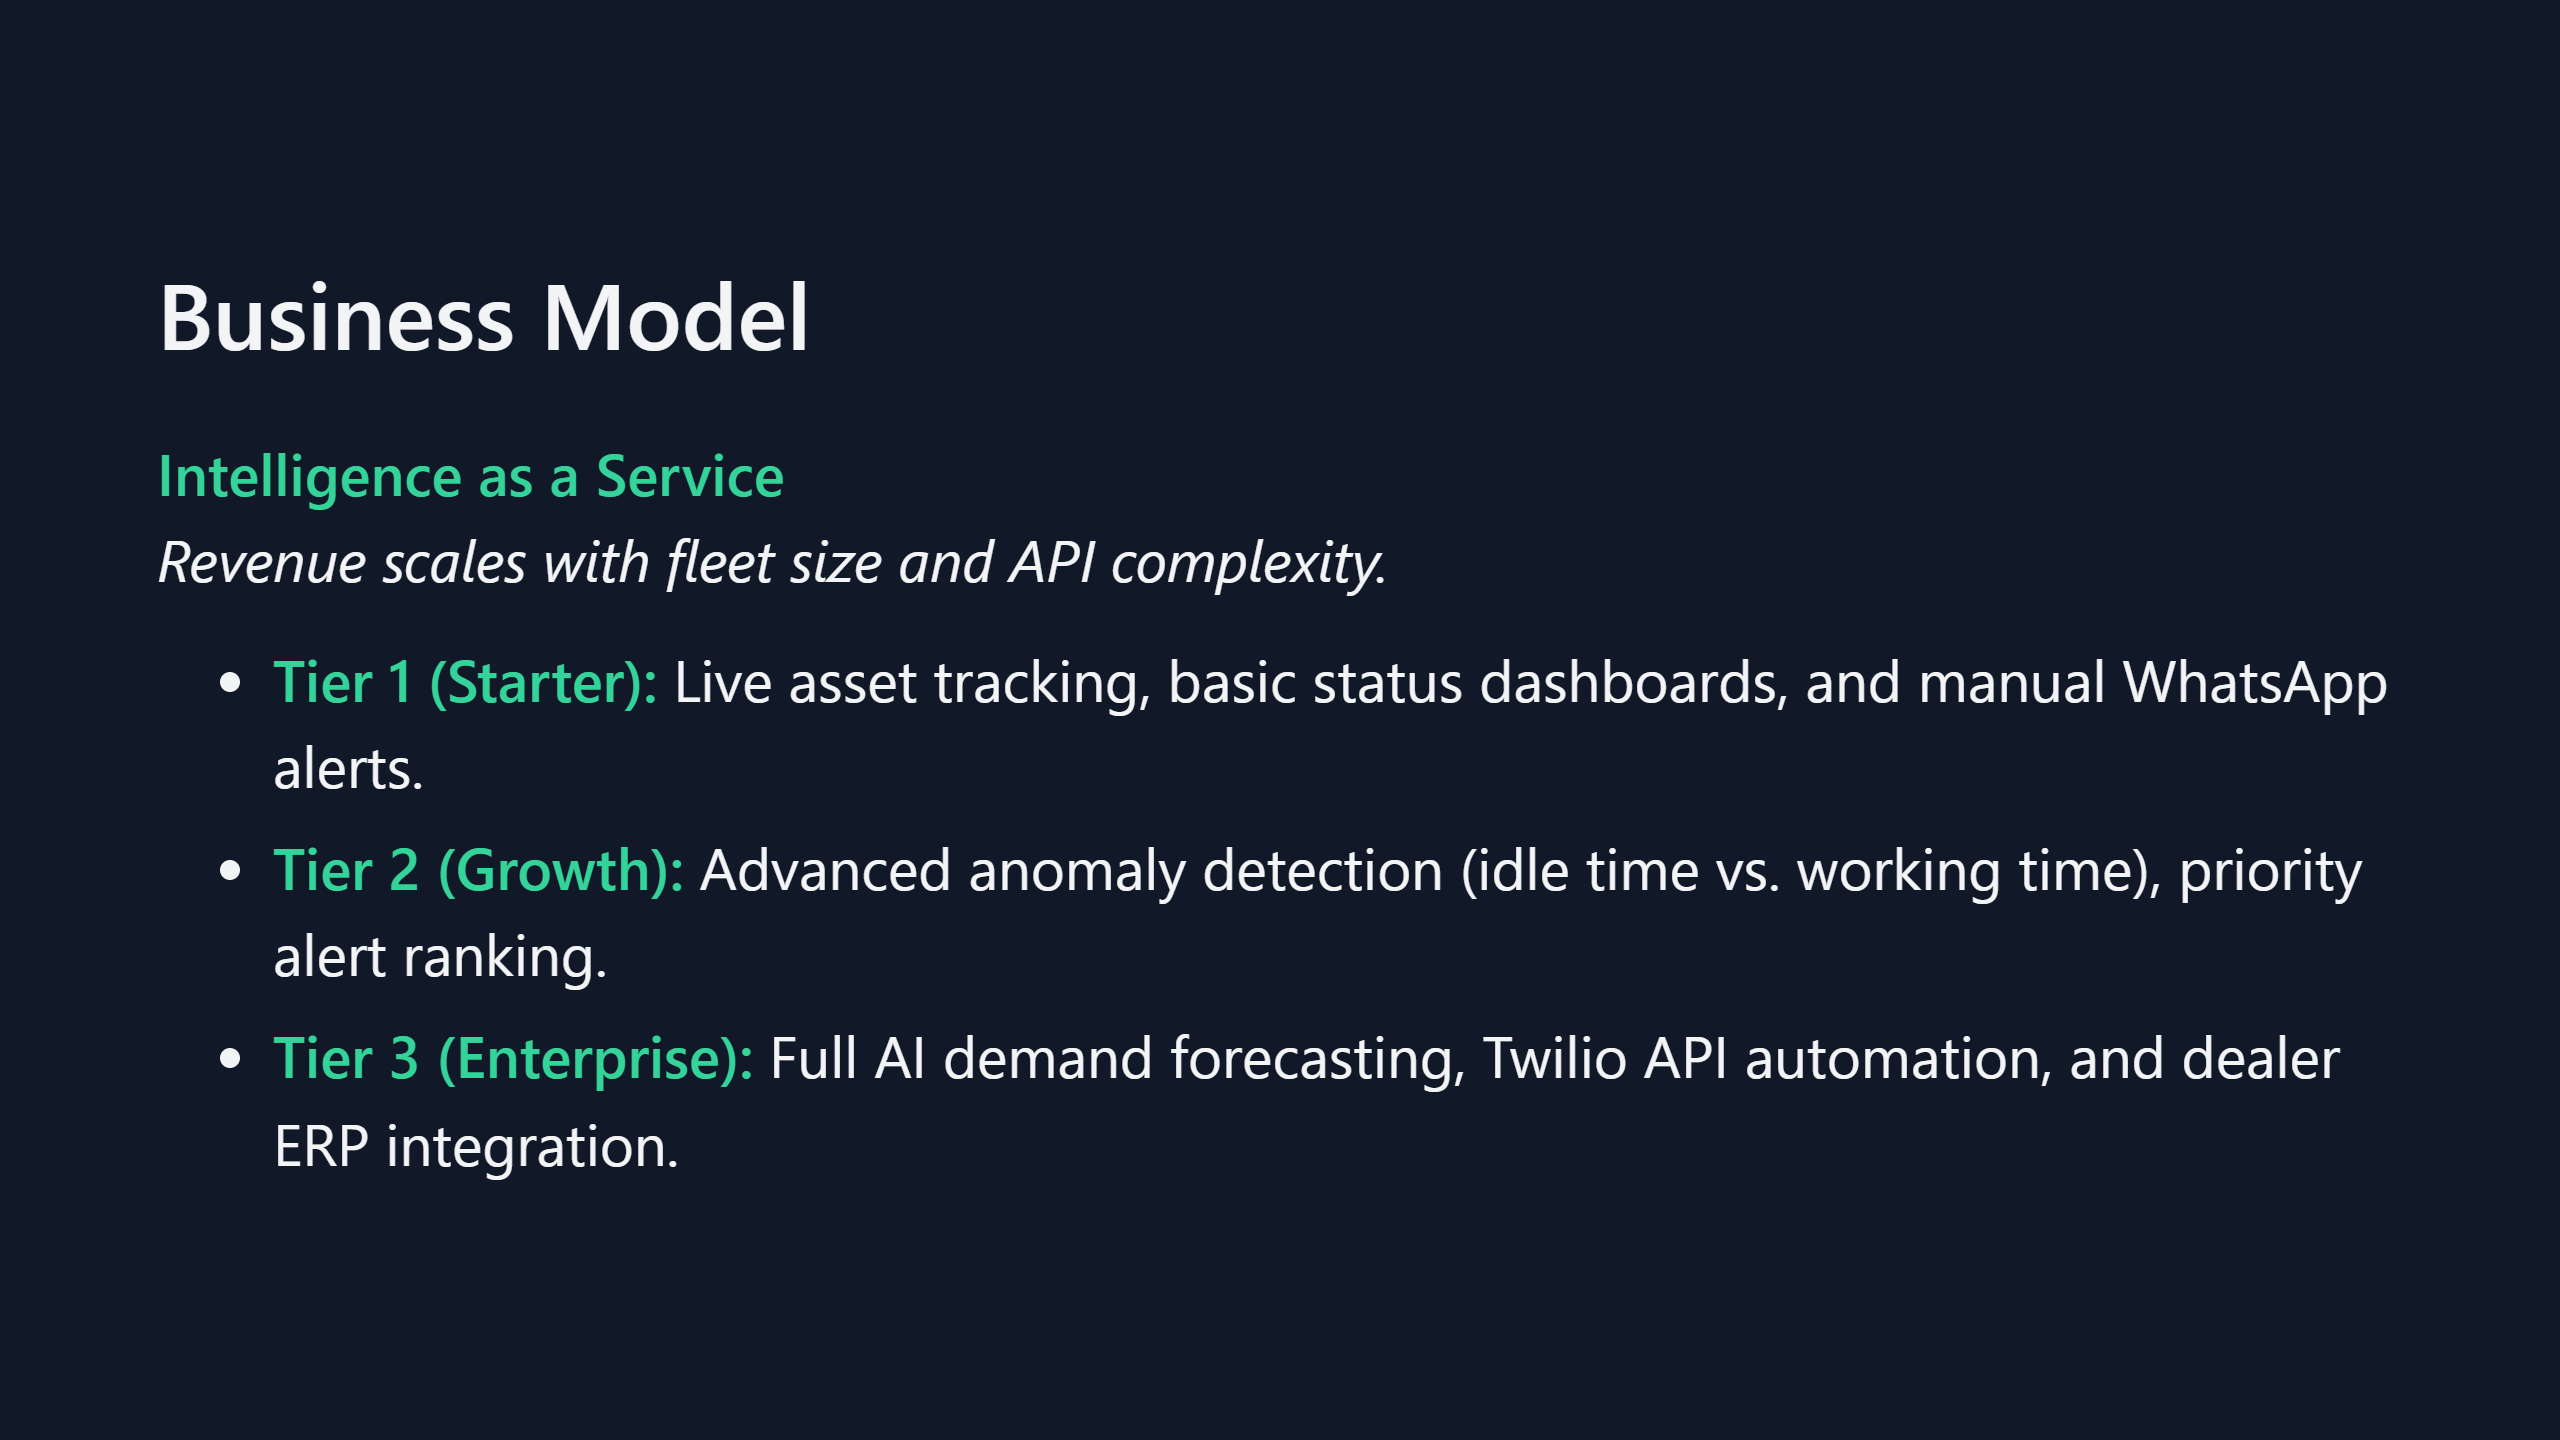 Business Model
Intelligence as a Service
Revenue scales with fleet size and API complexity.
• Tier 1 (Starter): Live asset tracking, basic status dashboards, and manual WhatsApp
alerts.
• Tier 2 (Growth): Advanced anomaly detection (idle time vs. working time), priority
alert ranking.
• Tier 3 (Enterprise): Full AI demand forecasting, Twilio API automation, and dealer
ERP integration.